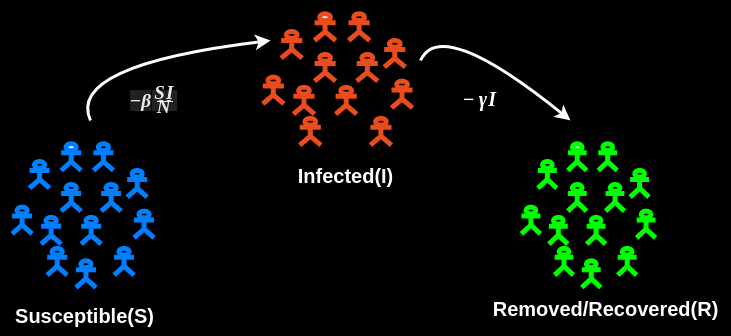 −β SI/N
− γI
Infected(I)
Susceptible(S)
Removed/Recovered(R)